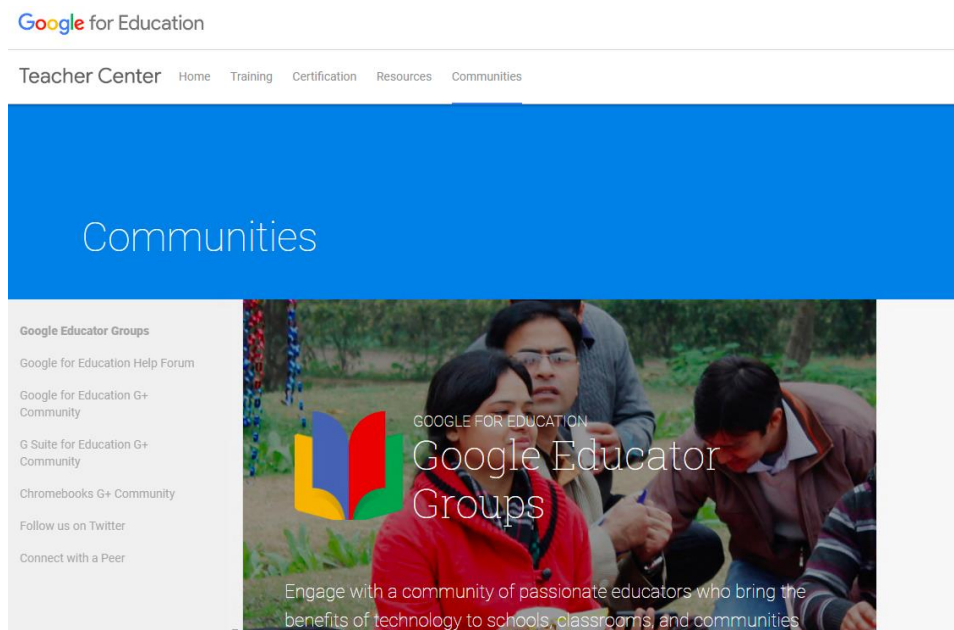 Google for Education
Teacher Center Home Training Certification Resources Communities
Communities
Google Educator Groups
Google for Education Help Forum
Google for Education G+
Community
G Suite for Education G+
Community
Chromebooks G+ Community
Follow us on Twitter
Connect with a Peer
GOOGLE FOR EDUCATION
Google Educator
Groups
Engage with a community of passionate educators who bring the
benefits of technology to schools, classrooms, and communities